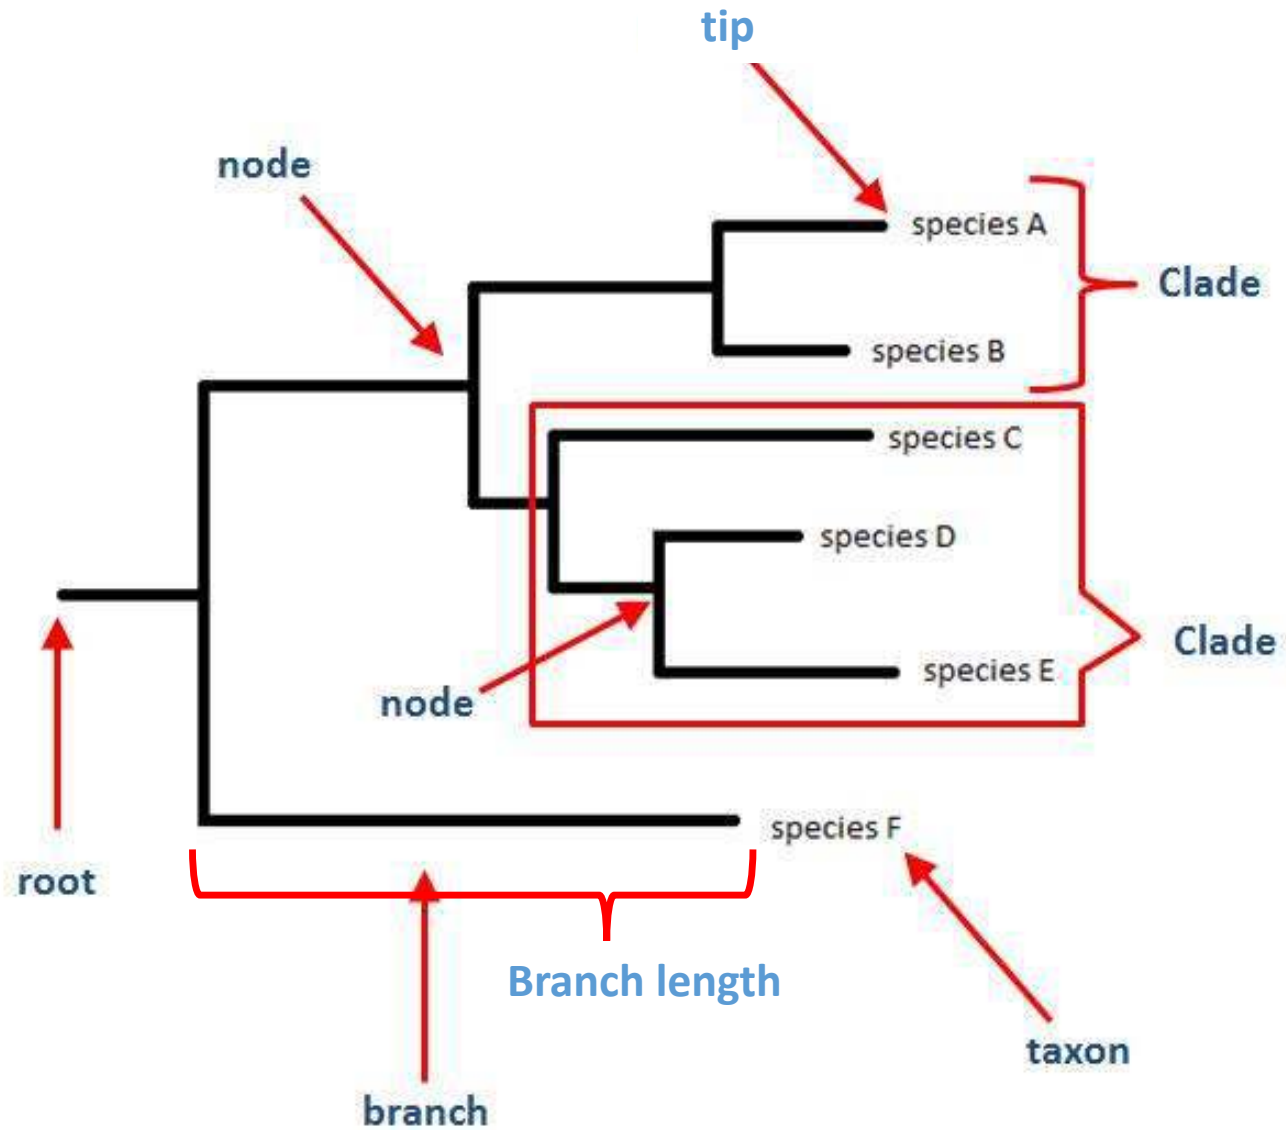 tip
node
species A
Clade
species B
species C
species D
Clade
species E
node
species F
root
Branch length
taxon
branch